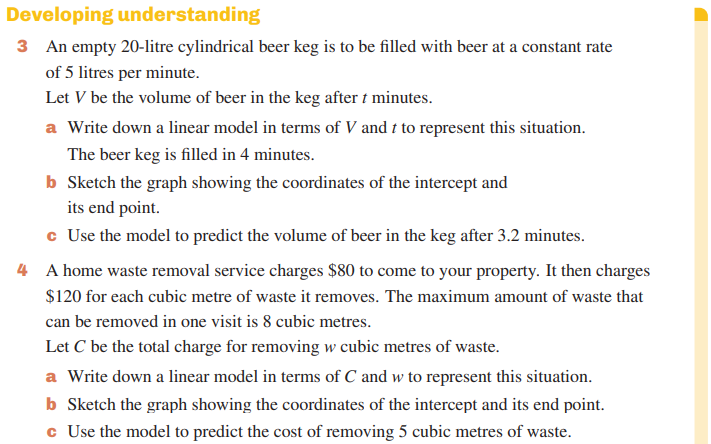 Developing understanding
3 An empty 20-litre cylindrical beer keg is to be filled with beer at a constant rate
of 5 litres per minute.
Let V be the volume of beer in the keg after t minutes.
a Write down a linear model in terms of V and t to represent this situation.
The beer keg is filled in 4 minutes.
b Sketch the graph showing the coordinates of the intercept and
its end point.
c Use the model to predict the volume of beer in the keg after 3.2 minutes.
4 A home waste removal service charges $80 to come to your property. It then charges
$120 for each cubic metre of waste it removes. The maximum amount of waste that
can be removed in one visit is 8 cubic metres.
Let C be the total charge for removing w cubic metres of waste.
a Write down a linear model in terms of C and w to represent this situation.
b Sketch the graph showing the coordinates of the intercept and its end point.
c Use the model to predict the cost of removing 5 cubic metres of waste.